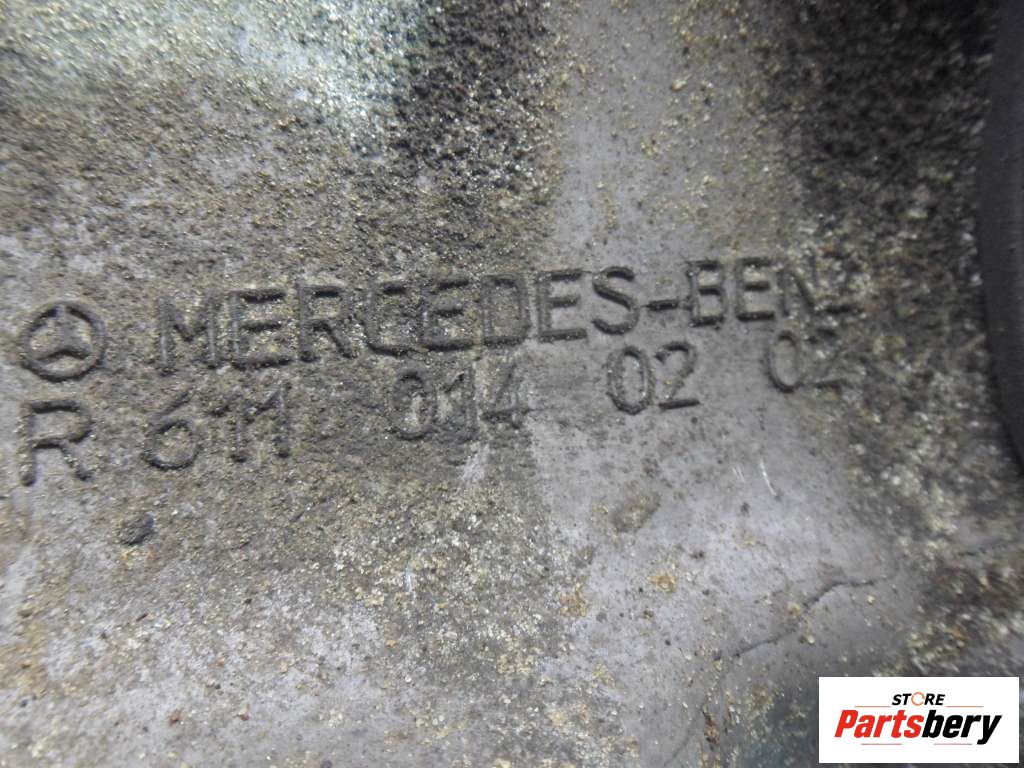 MERCEDES-BENZ
R 611 014 02 02
STORE
Partsbery